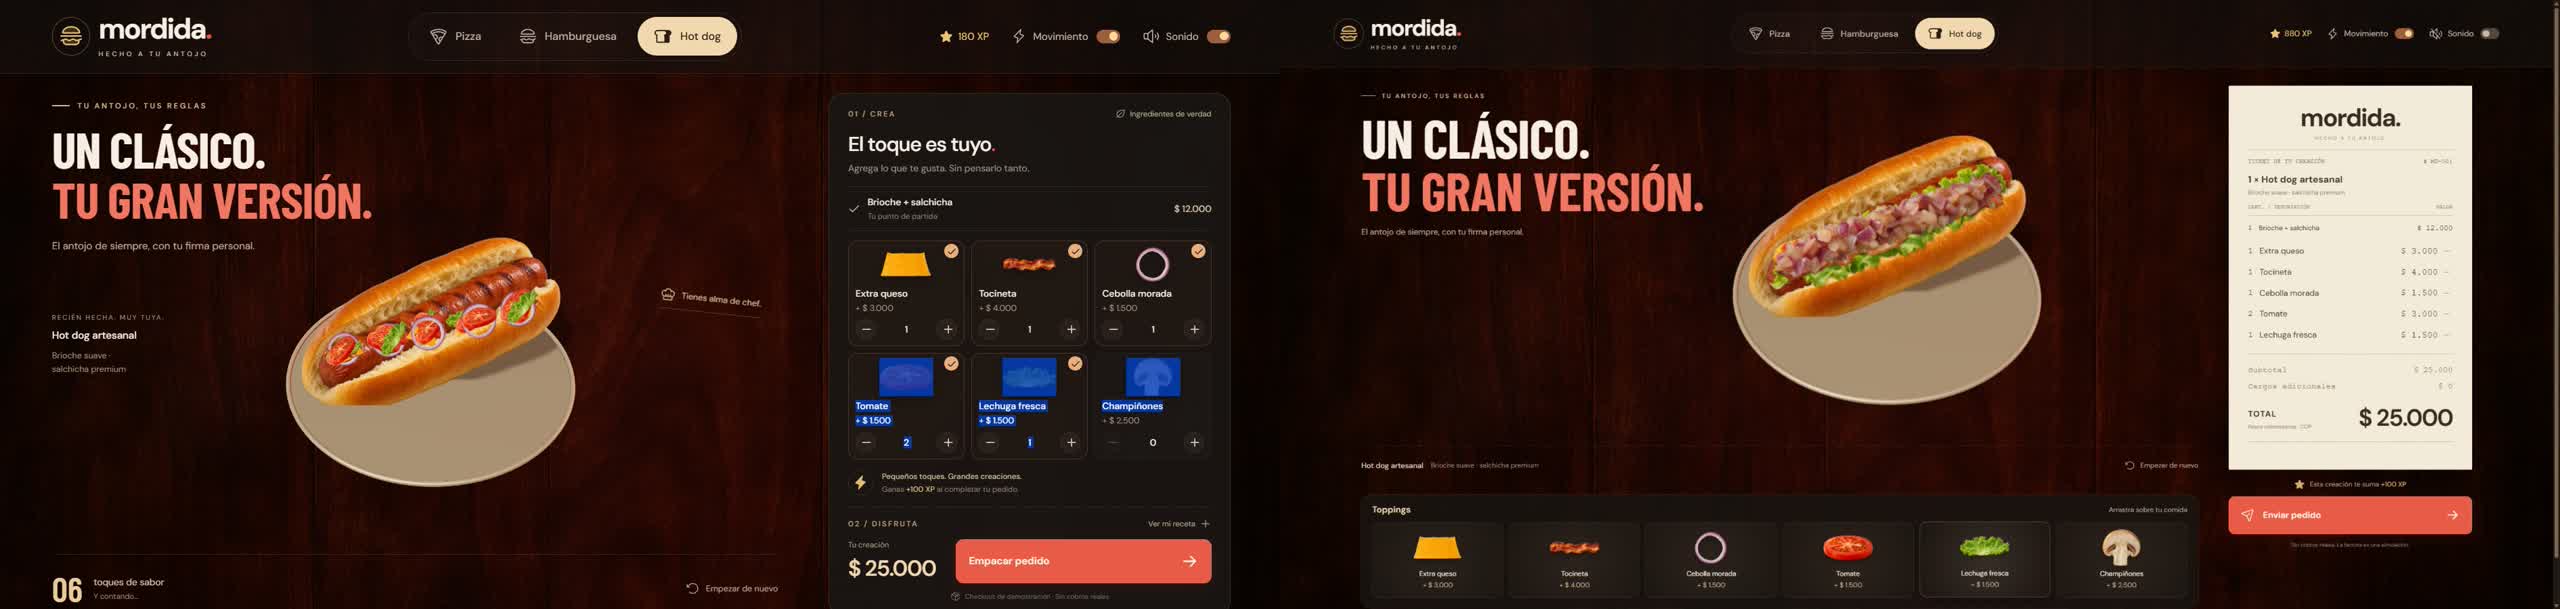 mordida.
HECHO A TU ANTOJO
Pizza
Hamburguesa
Hot dog
180 XP
Movimiento
Sonido
TU ANTOJO, TUS REGLAS
UN CLÁSICO.
TU GRAN VERSIÓN.
El antojo de siempre, con tu firma personal.
RECIÉN HECHA. MUY TUYA.
Hot dog artesanal
Brioche suave ·
salchicha premium
Tienes alma de chef.
06
toques de sabor
Y contando...
Empezar de nuevo
01 / CREA
Ingredientes de verdad
El toque es tuyo.
Agrega lo que te gusta. Sin pensarlo tanto.
Brioche + salchicha
Tu punto de partida
$ 12.000
Extra queso
+ $ 3.000
1
Tocineta
+ $ 4.000
1
Cebolla morada
+ $ 1.500
1
Tomate
+ $ 1.500
2
Lechuga fresca
+ $ 1.500
1
Champiñones
+ $ 2.500
0
Pequeños toques. Grandes creaciones.
Ganas +100 XP al completar tu pedido.
02 / DISFRUTA
Ver mi receta
Tu creación
$ 25.000
Empacar pedido
Checkout de demostración · Sin cobros reales
mordida.
HECHO A TU ANTOJO
Pizza
Hamburguesa
Hot dog
880 XP
Movimiento
Sonido
TU ANTOJO, TUS REGLAS
UN CLÁSICO.
TU GRAN VERSIÓN.
El antojo de siempre, con tu firma personal.
Hot dog artesanal
Brioche suave · salchicha premium
Empezar de nuevo
Toppings
Arrastra sobre tu comida
Extra queso
+ $ 3.000
Tocineta
+ $ 4.000
Cebolla morada
+ $ 1.500
Tomate
+ $ 1.500
Lechuga fresca
+ $ 1.500
Champiñones
+ $ 2.500
mordida.
HECHO A TU ANTOJO
TICKET DE TU CREACIÓN
1 × Hot dog artesanal
Brioche suave · salchicha premium
VALOR
1 Brioche + salchicha $ 12.000
1 Extra queso $ 3.000 —
1 Tocineta $ 4.000 —
1 Cebolla morada $ 1.500 —
2 Tomate $ 3.000 —
1 Lechuga fresca $ 1.500 —
Subtotal $ 25.000
Cargos adicionales $ 0
TOTAL
$ 25.000
Esta creación te suma +100 XP
Enviar pedido